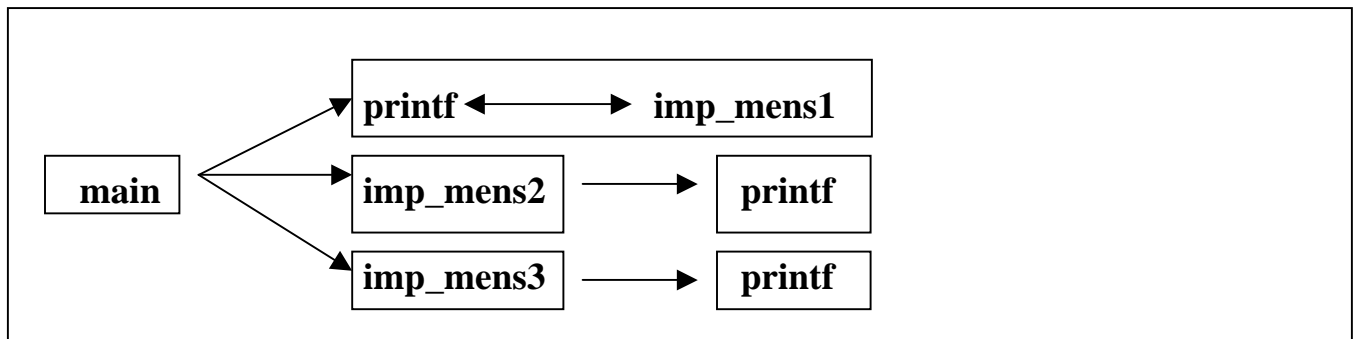 printf imp_mens1
main imp_mens2 printf
imp_mens3 printf